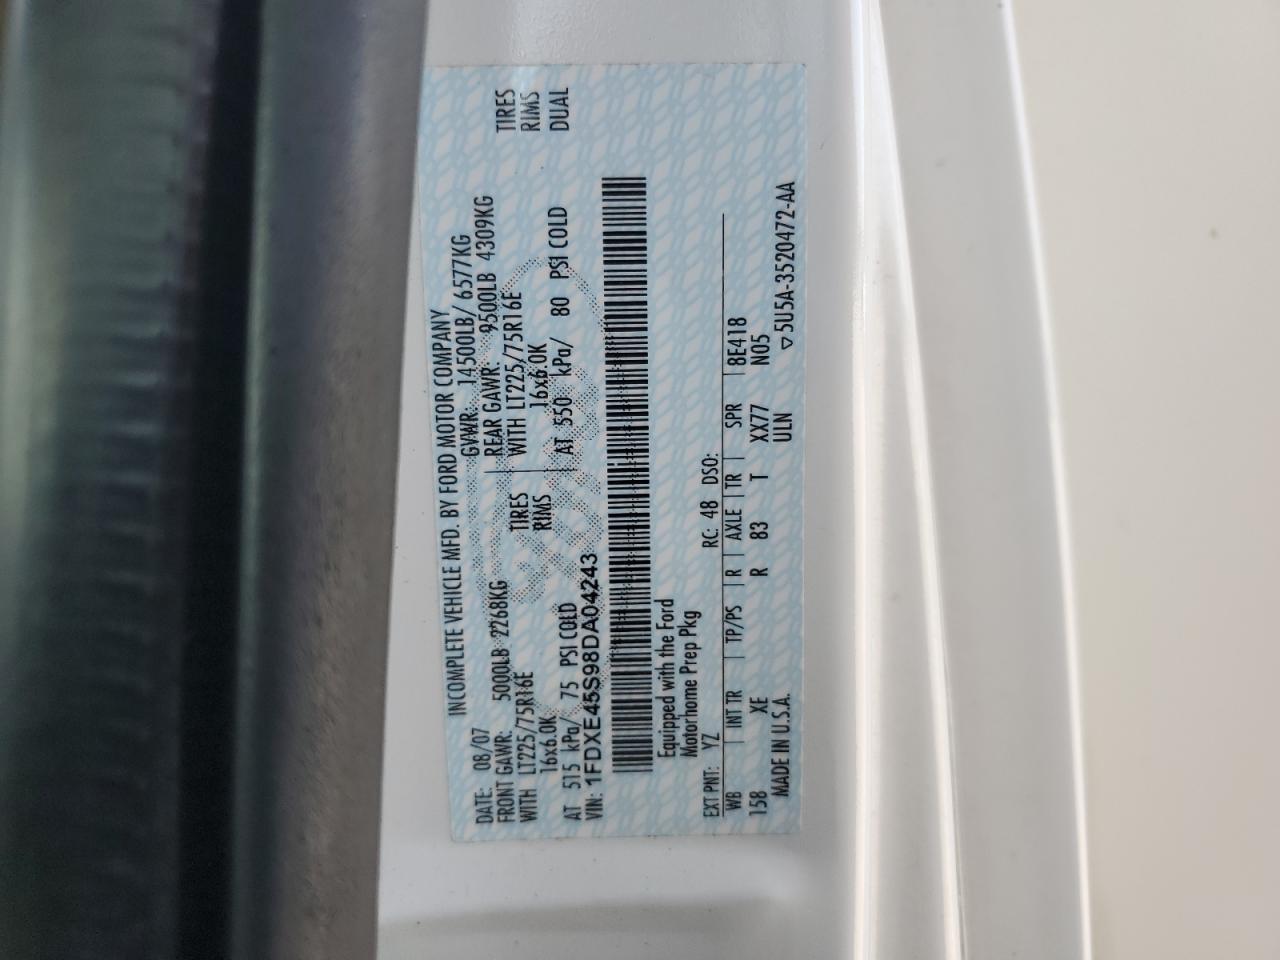 INCOMPLETE VEHICLE MFD. BY FORD MOTOR COMPANY
DATE: 08/07 GVWR: 14500LB/ 6577KG
FRONT GAWR: 5000LB 2268KG REAR GAWR: 9500LB 4309KG
WITH LT225/75R16E TIRES WITH LT225/75R16E TIRES
16x6.0K RIMS 16x6.0K RIMS
AT 515 kPa/ 75 PSI COLD AT 550 kPa/ 80 PSI COLD DUAL
VIN: 1FDXE45S98DA04243
Equipped with the Ford
Motorhome Prep Pkg
EXT PNT: YZ RC: 48 DSO:
WB INT TR TP/PS R AXLE TR SPR 8E418
158 XE R 83 T XX77 N05
MADE IN U.S.A. ULN ▽5U5A-3520472-AA